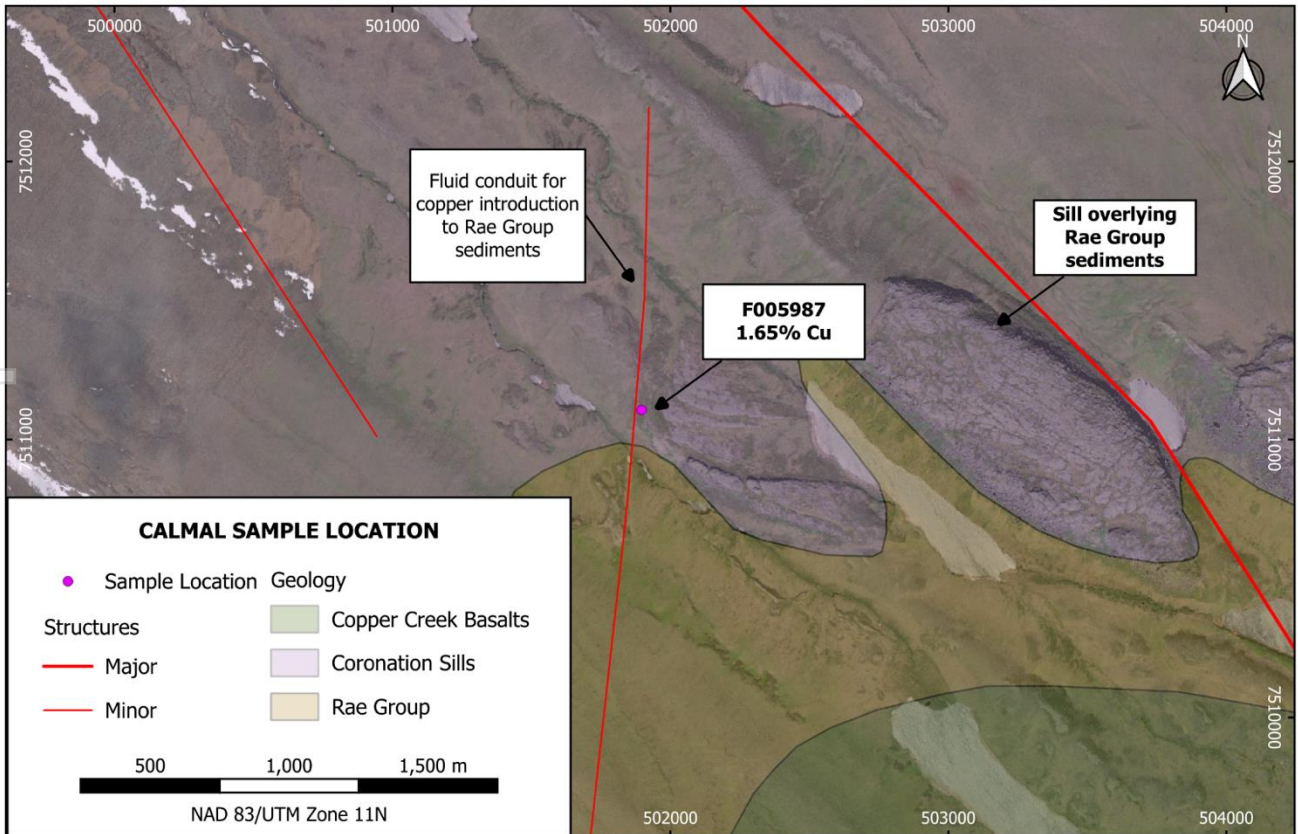 500000
501000
502000
503000
504000
N
7512000
7512000
Fluid conduit for
copper introduction
to Rae Group
sediments
Sill overlying
Rae Group
sediments
F005987
1.65% Cu
7511000
7511000
CALMAL SAMPLE LOCATION
Sample Location
Structures
Major
Minor
Geology
Copper Creek Basalts
Coronation Sills
Rae Group
500
1,000
1,500 m
NAD 83/UTM Zone 11N
7510000
502000
503000
504000